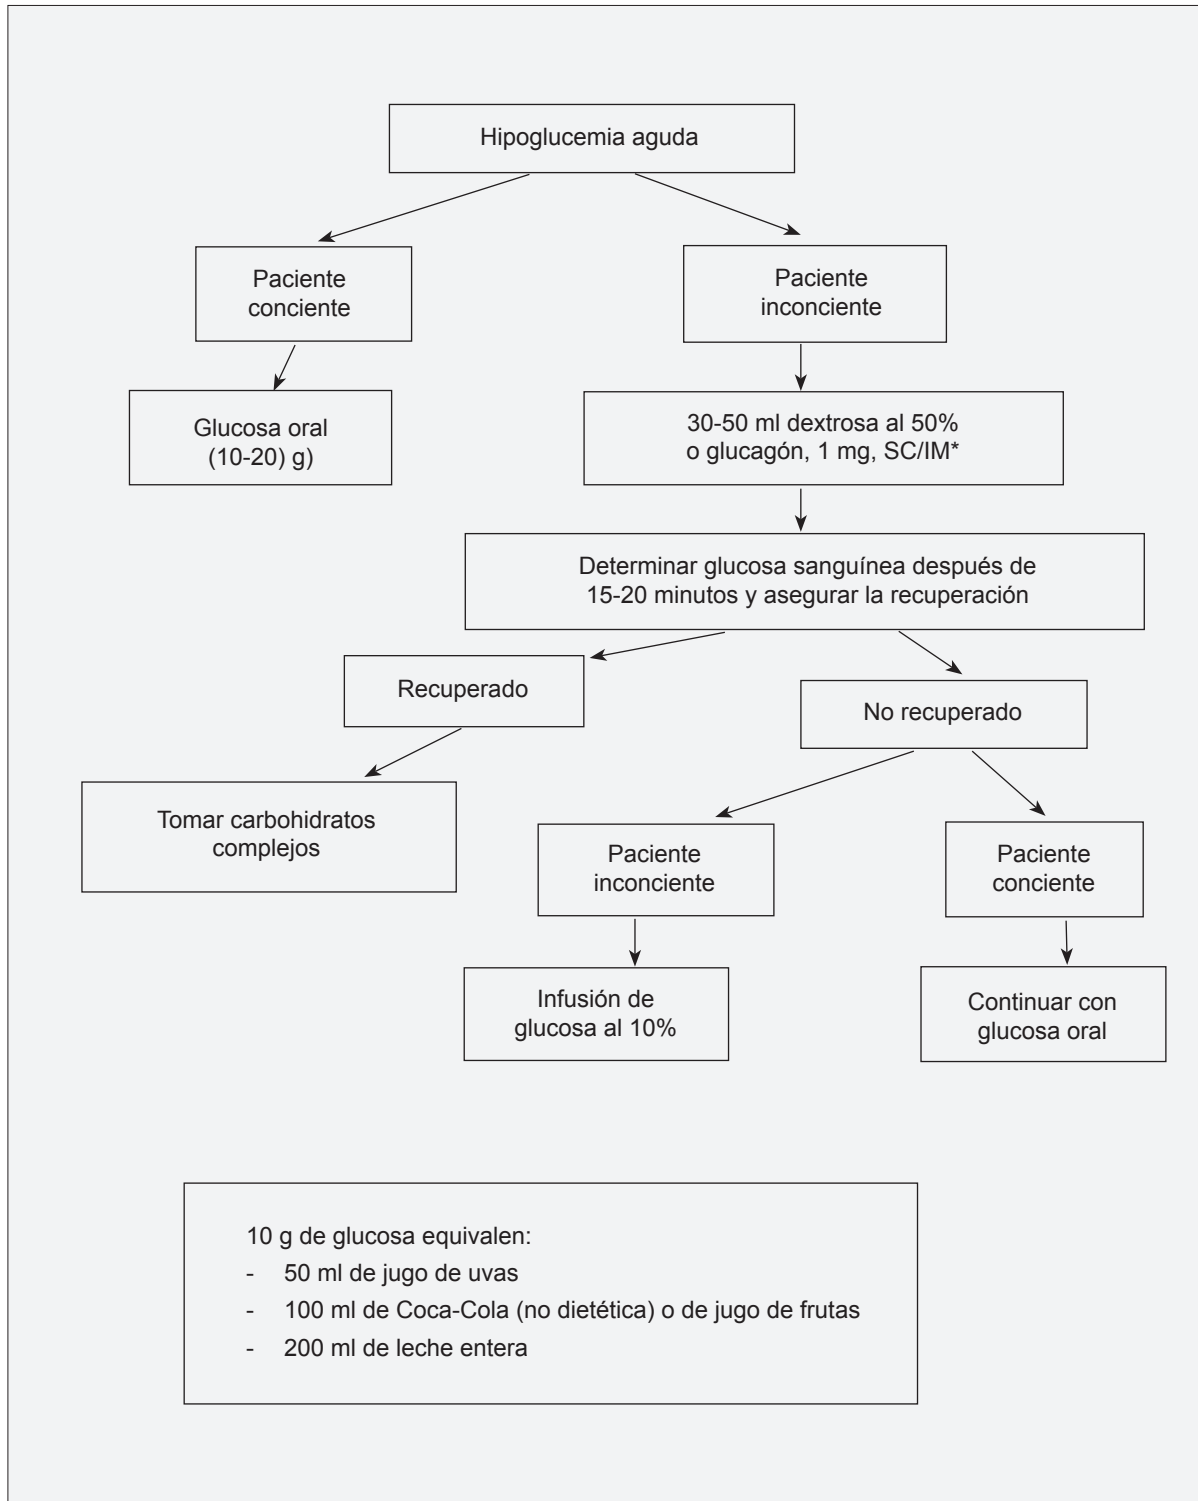 Hipoglucemia aguda
Paciente
conciente
Paciente
inconciente
Glucosa oral
(10-20) g)
30-50 ml dextrosa al 50%
o glucagón, 1 mg, SC/IM*
Determinar glucosa sanguínea después de
15-20 minutos y asegurar la recuperación
Recuperado
No recuperado
Tomar carbohidratos
complejos
Paciente
inconciente
Paciente
conciente
Infusión de
glucosa al 10%
Continuar con
glucosa oral
10 g de glucosa equivalen:
- 50 ml de jugo de uvas
- 100 ml de Coca-Cola (no dietética) o de jugo de frutas
- 200 ml de leche entera